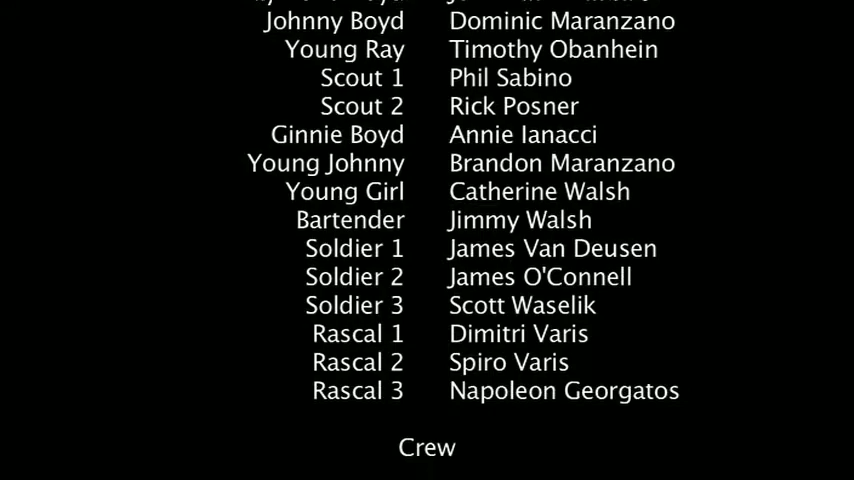 Johnny Boyd Dominic Maranzano
Young Ray Timothy Obanhein
Scout 1 Phil Sabino
Scout 2 Rick Posner
Ginnie Boyd Annie Ianacci
Young Johnny Brandon Maranzano
Young Girl Catherine Walsh
Bartender Jimmy Walsh
Soldier 1 James Van Deusen
Soldier 2 James O'Connell
Soldier 3 Scott Waselik
Rascal 1 Dimitri Varis
Rascal 2 Spiro Varis
Rascal 3 Napoleon Georgatos
Crew